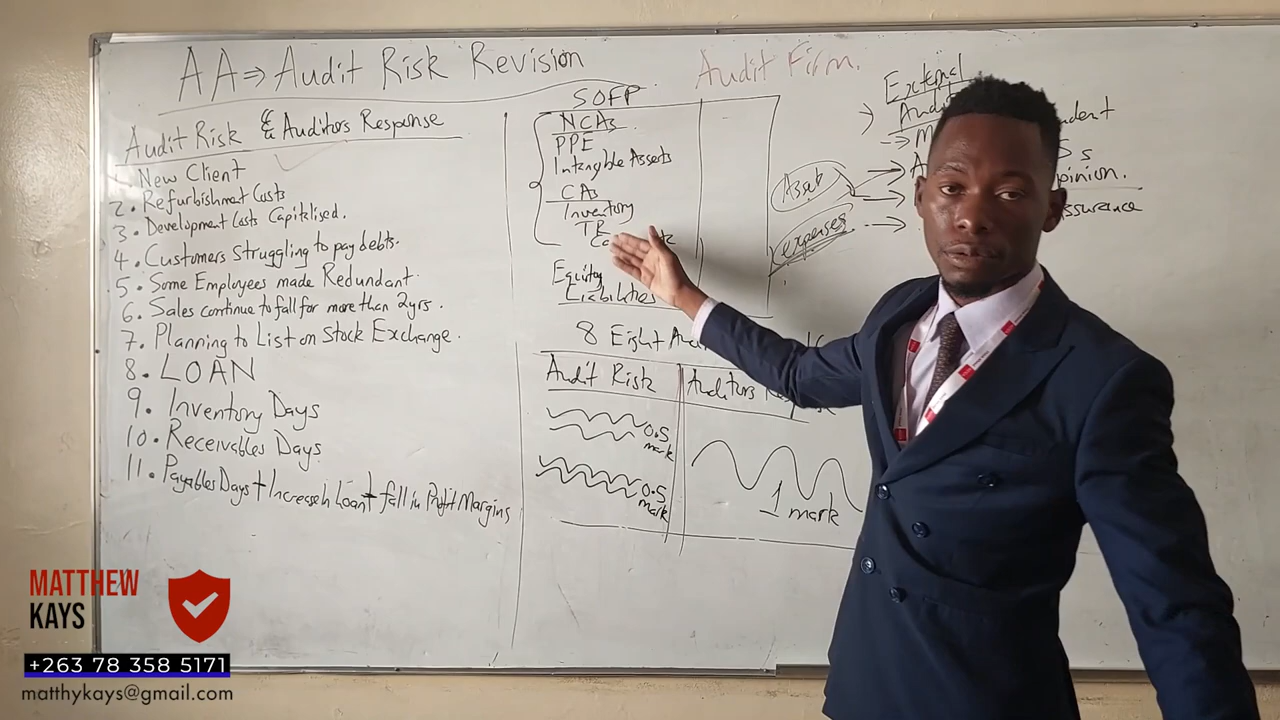 AA⇒ Audit Risk Revision
Audit Risk & Auditors Response
1. New Client
2. Refurbishment Costs
3. Development Costs Capitalised.
4. Customers Struggling to pay debts.
5. Some Employees made Redundant
6. Sales continue to fall for more than 2yrs.
7. Planning to List on Stock Exchange.
8. LOAN
9. Inventory Days
10. Receivables Days
11. Payables Days + Increase in Loan + fall in Profit Margins
SOFP
NCAs
PPE
Intangible Assets
CAs
Inventory
TR
Equity
Liabilities
Audit Firm.
External
Asset
expenses
pinion.
ssurance
8 Eight
Audit Risk
Auditors
0.5
mark
0.5
mark
1 mark
MATTHEW
KAYS
+263 78 358 5171
matthykays@gmail.com